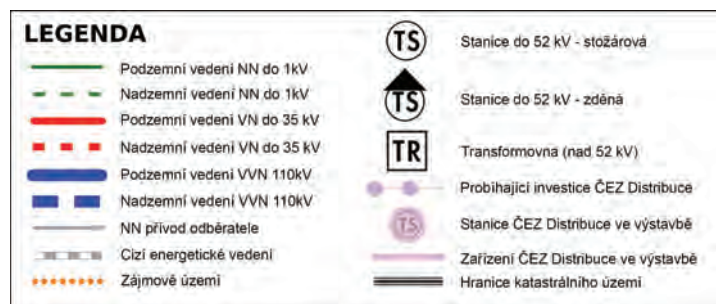 LEGENDA
Podzemní vedení NN do 1kV
Nadzemní vedení NN do 1kV
Podzemní vedení VN do 35 kV
Nadzemní vedení VN do 35 kV
Podzemní vedení VVN 110kV
Nadzemní vedení VVN 110kV
NN přívod odběratele
Cizí energetické vedení
Zájmové území
TS Stanice do 52 kV - stožárová
TS Stanice do 52 kV - zděná
TR Transformovna (nad 52 kV)
Probíhající investice ČEZ Distribuce
TS Stanice ČEZ Distribuce ve výstavbě
Zařízení ČEZ Distribuce ve výstavbě
Hranice katastrálního území